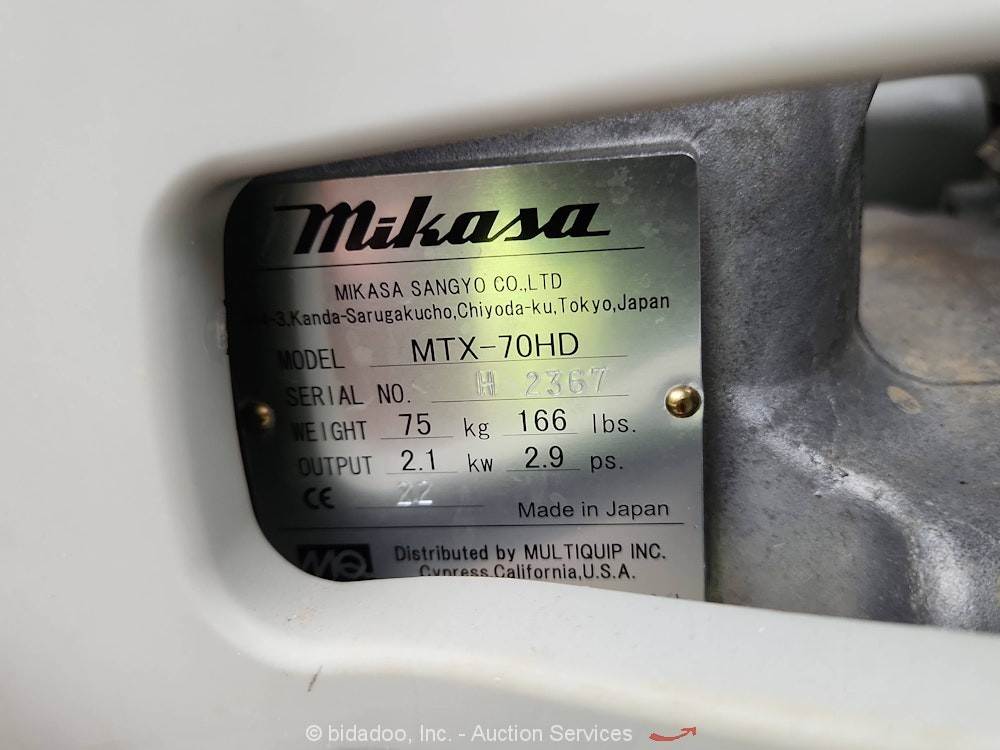 mikasa
MIKASA SANGYO CO.,LTD
-3,Kanda-Sarugakucho,Chiyoda-ku,Tokyo,Japan
MODEL MTX-70HD
SERIAL NO. H 2367
WEIGHT 75 kg 166 lbs.
OUTPUT 2.1 kw 2.9 ps.
CE 22
Made in Japan
MQ Distributed by MULTIQUIP INC.
Cypress,California,U.S.A.
© bidadoo, Inc. - Auction Services